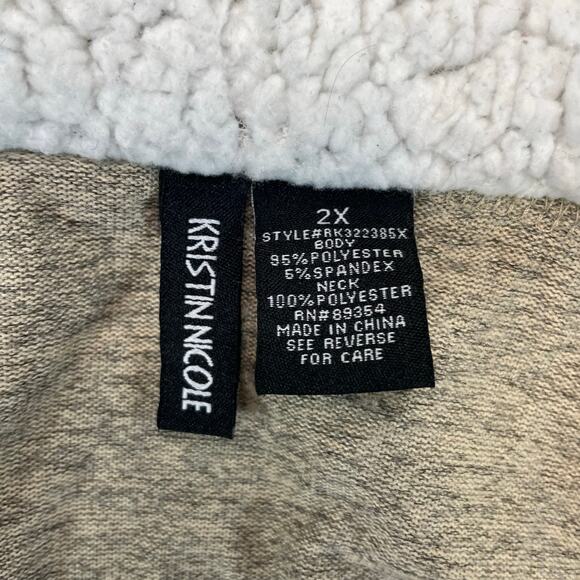 KRISTIN NICOLE
2X
STYLE#RK322385X
BODY
95%POLYESTER
5%SPANDEX
NECK
100%POLYESTER
RN#89354
MADE IN CHINA
SEE REVERSE
FOR CARE